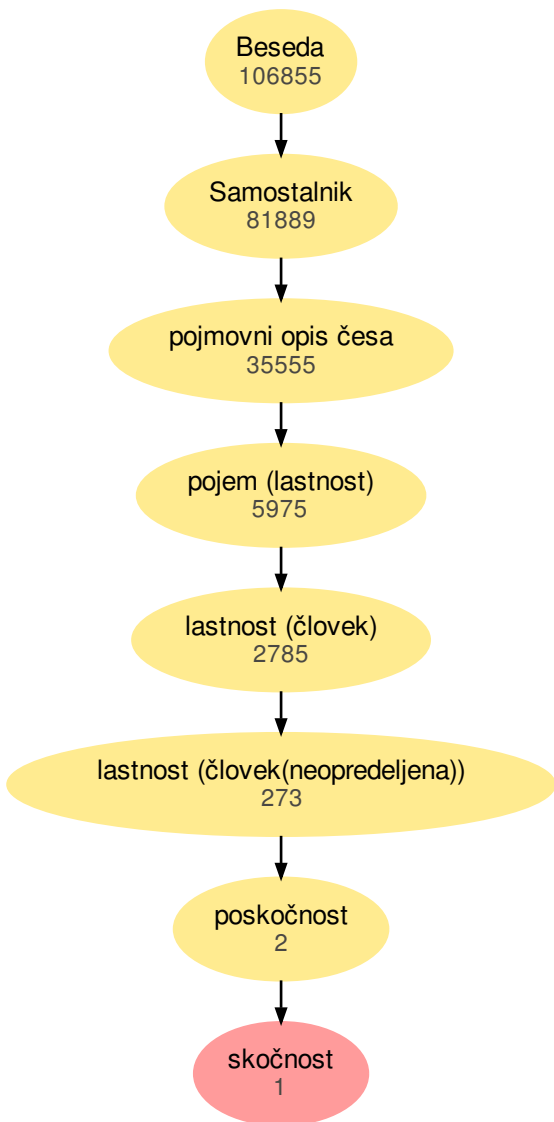 Beseda
106855
Samostalnik
81889
pojmovni opis česa
35555
pojem (lastnost)
5975
lastnost (človek)
2785
lastnost (človek(neopredeljena))
273
poskočnost
2
skočnost
1